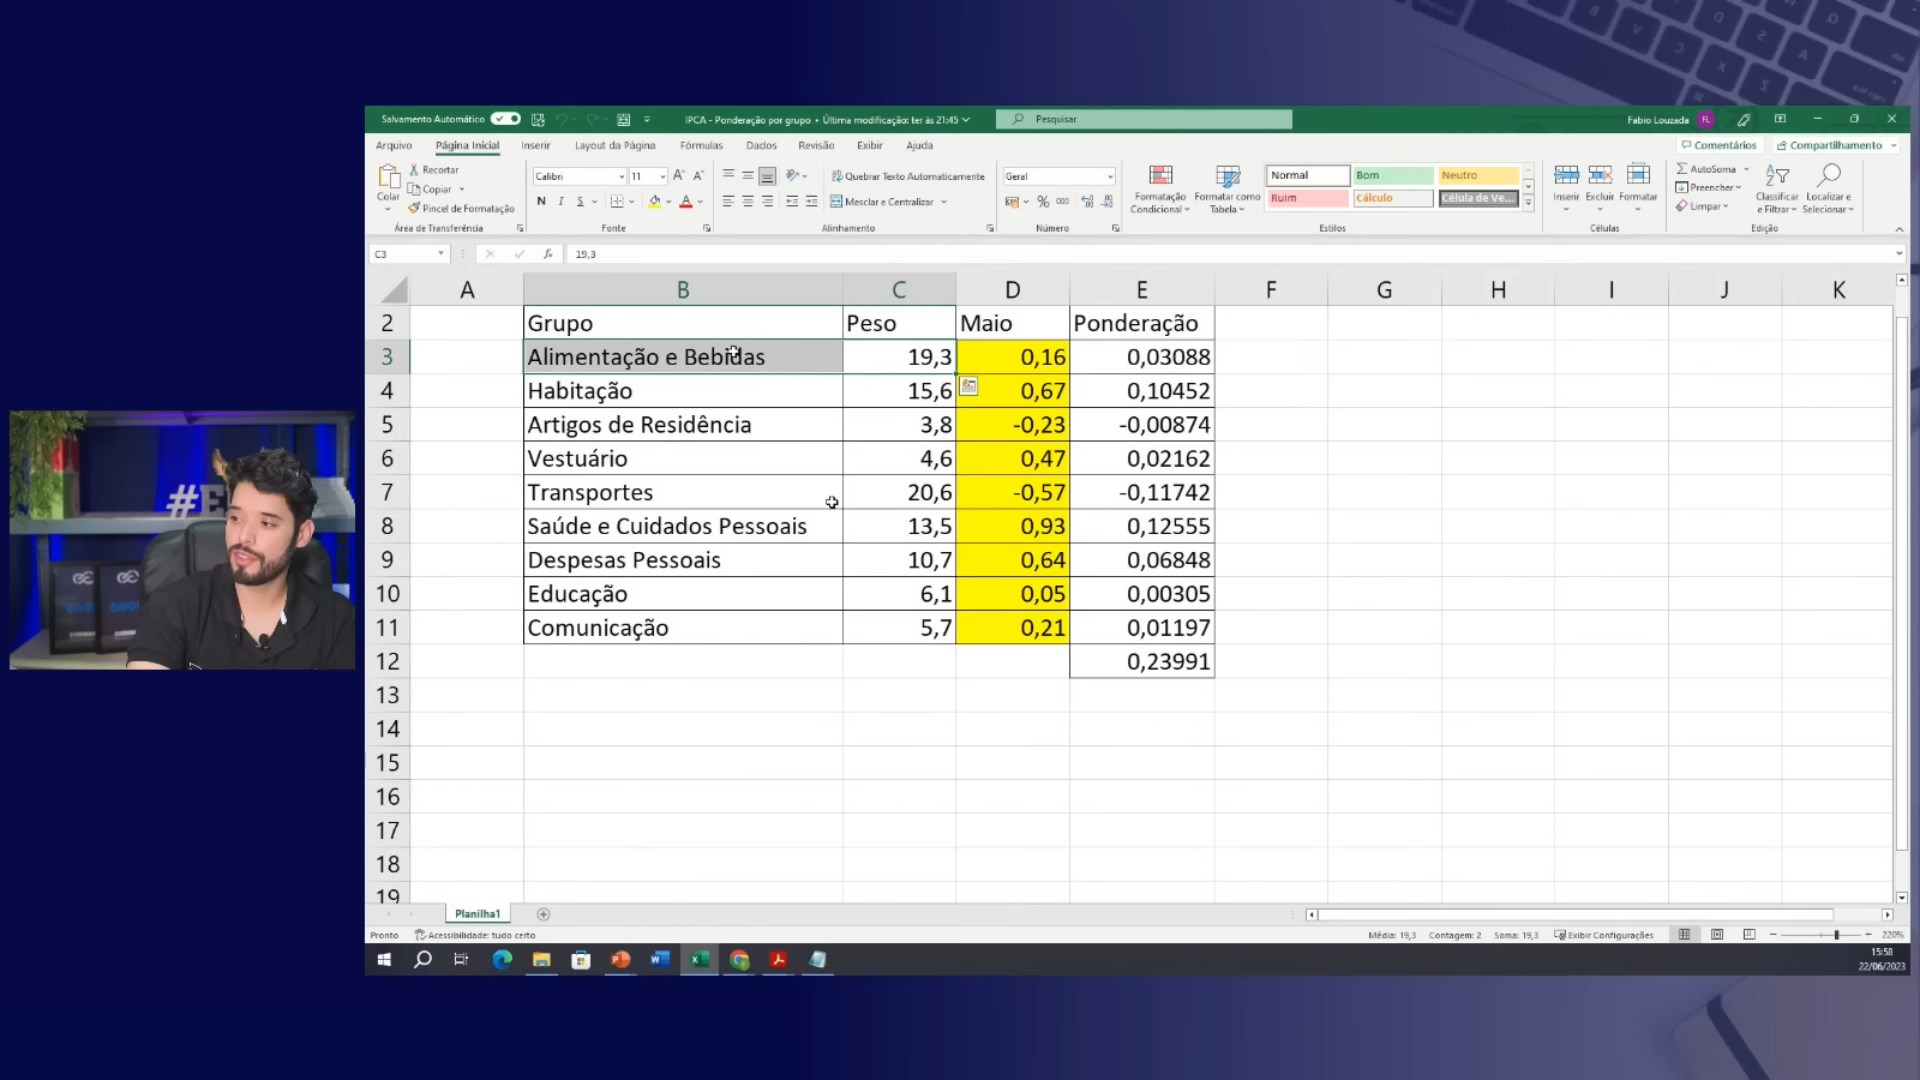 Salvamento Automático
IPCA - Ponderação por grupo • Última modificação: ter às 21:45
Pesquisar
Fabio Louzada
FL
Arquivo
Página Inicial
Inserir
Layout da Página
Fórmulas
Dados
Revisão
Exibir
Ajuda
Comentários
Compartilhamento
Colar
Recortar
Copiar
Pincel de Formatação
Área de Transferência
Calibri
11
N I S
Fonte
Quebrar Texto Automaticamente
Mesclar e Centralizar
Alinhamento
Geral
% 000
Número
Formatação Condicional
Formatar como Tabela
Normal
Bom
Neutro
Ruim
Cálculo
Célula de Ve...
Estilos
Inserir
Excluir
Formatar
Células
AutoSoma
Preencher
Limpar
Classificar e Filtrar
Localizar e Selecionar
Edição
C3
fx
19,3
A B C D E F G H I J K
2 Grupo Peso Maio Ponderação
3 Alimentação e Bebidas 19,3 0,16 0,03088
4 Habitação 15,6 0,67 0,10452
5 Artigos de Residência 3,8 -0,23 -0,00874
6 Vestuário 4,6 0,47 0,02162
7 Transportes 20,6 -0,57 -0,11742
8 Saúde e Cuidados Pessoais 13,5 0,93 0,12555
9 Despesas Pessoais 10,7 0,64 0,06848
10 Educação 6,1 0,05 0,00305
11 Comunicação 5,7 0,21 0,01197
12 0,23991
13
14
15
16
17
18
19
Planilha1
Pronto
Acessibilidade: tudo certo
Média: 19,3 Contagem: 2 Soma: 19,3
Exibir Configurações
220%
15:58
22/06/2023